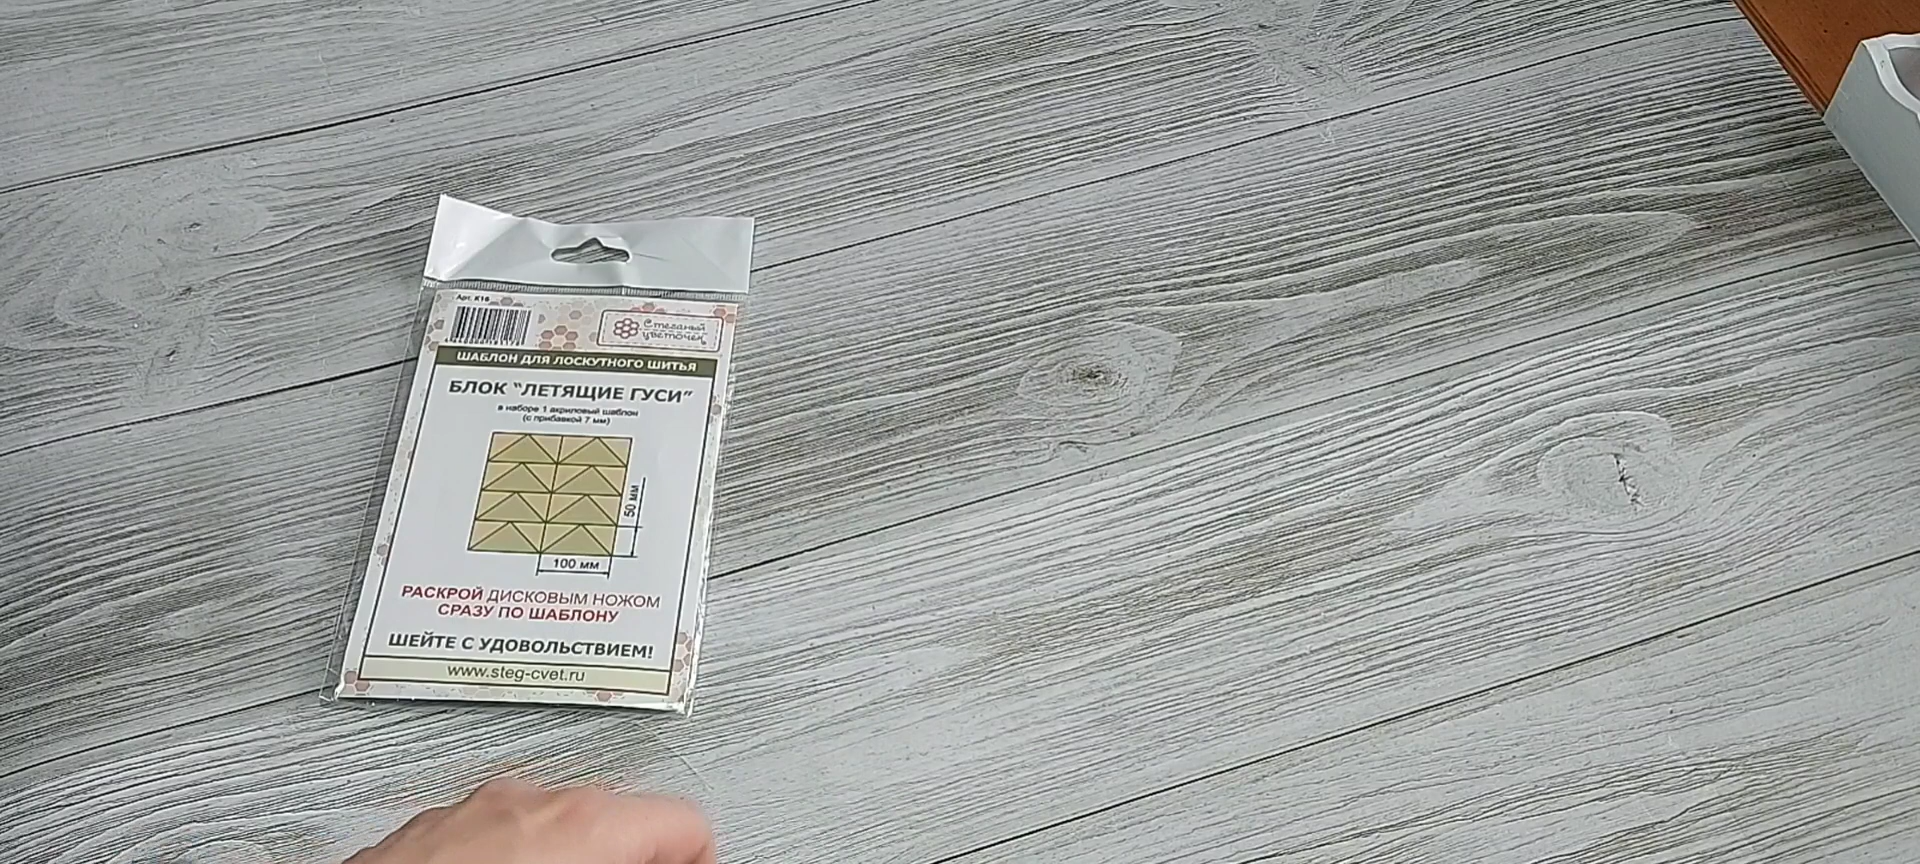 Арт. К16
Стеганый
цветочек
ШАБЛОН ДЛЯ ЛОСКУТНОГО ШИТЬЯ
БЛОК "ЛЕТЯЩИЕ ГУСИ"
в наборе 1 акриловый шаблон
(с прибавкой 7 мм)
50 мм
100 мм
РАСКРОЙ ДИСКОВЫМ НОЖОМ
СРАЗУ ПО ШАБЛОНУ
ШЕЙТЕ С УДОВОЛЬСТВИЕМ!
www.steg-cvet.ru